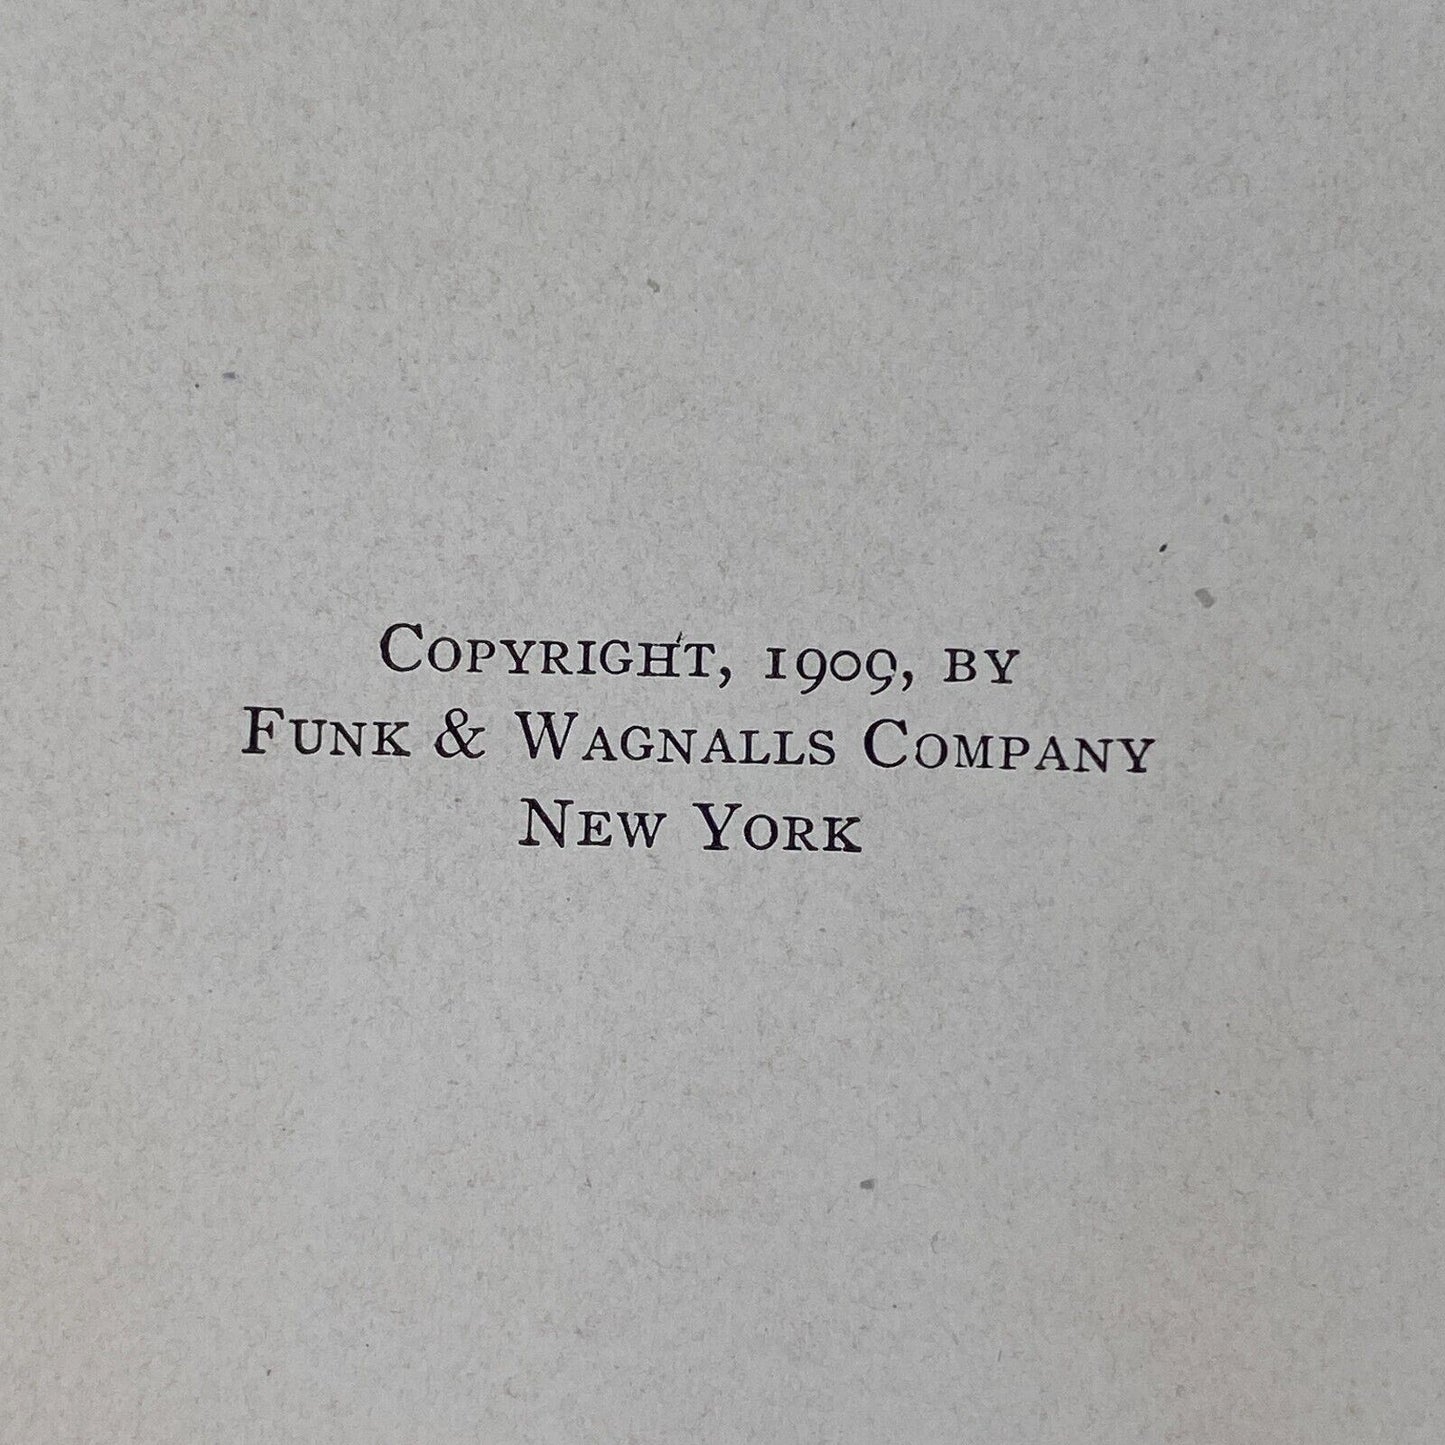 Copyright, 1909, by
Funk & Wagnalls Company
New York